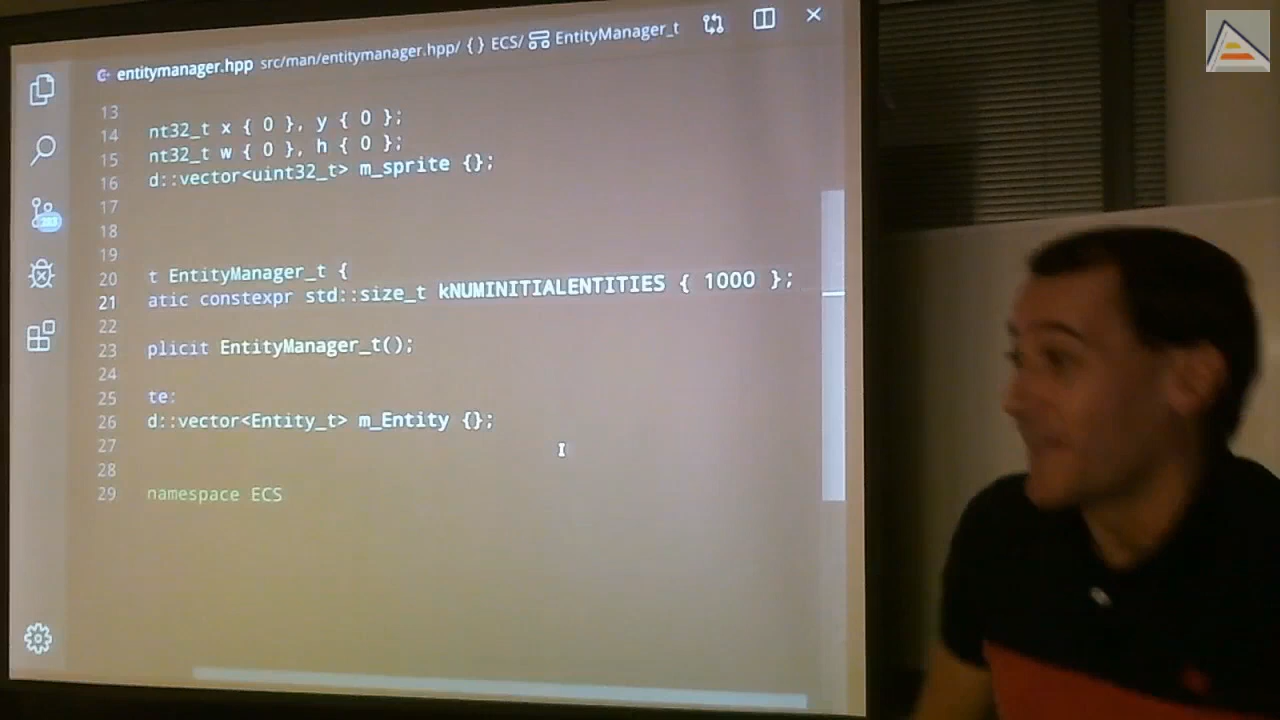 entitymanager.hpp src/man/entitymanager.hpp/ { } ECS/ EntityManager_t
13
14 nt32_t x { 0 }, y { 0 };
15 nt32_t w { 0 }, h { 0 };
16 d::vector<uint32_t> m_sprite {};
17
18
19
20 t EntityManager_t {
21 atic constexpr std::size_t kNUMINITIALENTITIES { 1000 };
22
23 plicit EntityManager_t();
24
25 te:
26 d::vector<Entity_t> m_Entity {};
27
28
29 namespace ECS